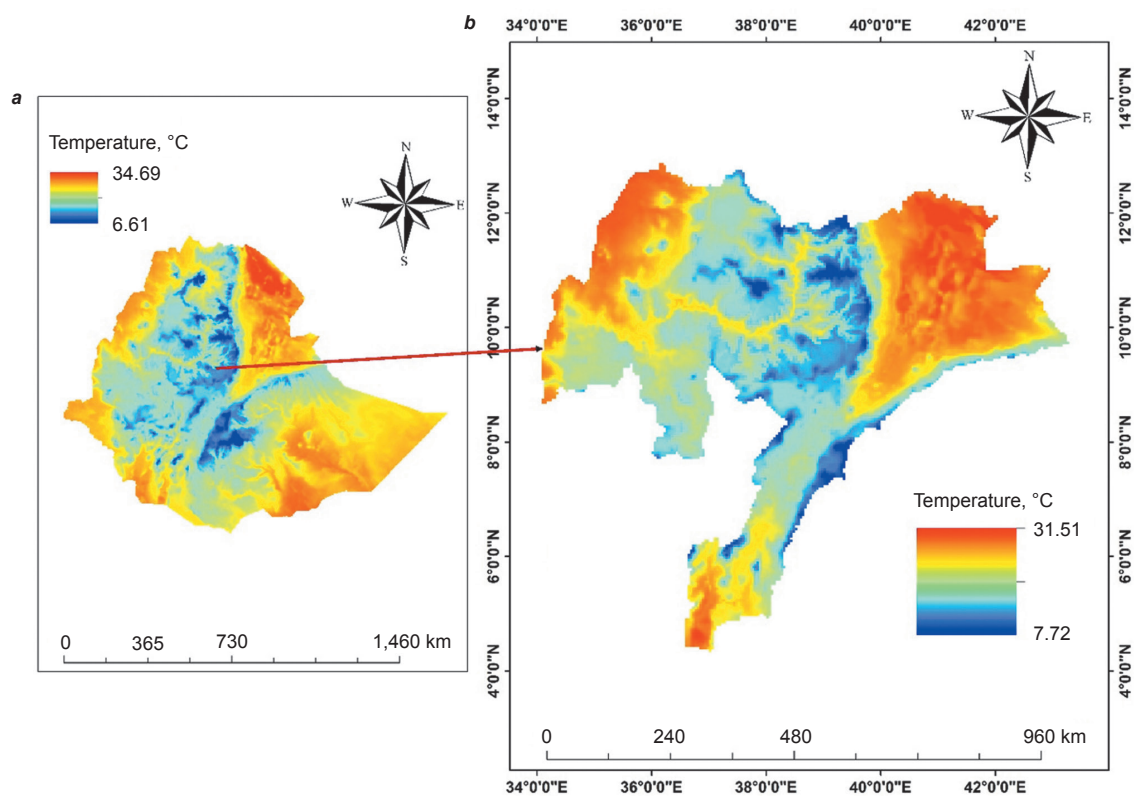 a
Temperature, °C
34.69
6.61
N
W
E
S
0
365
730
1,460 km
b
34°0'0"E
36°0'0"E
38°0'0"E
40°0'0"E
42°0'0"E
14°0'0"N
12°0'0"N
10°0'0"N
8°0'0"N
6°0'0"N
4°0'0"N
N
W
E
S
14°0'0"N
12°0'0"N
10°0'0"N
8°0'0"N
6°0'0"N
4°0'0"N
Temperature, °C
31.51
7.72
0
240
480
960 km
34°0'0"E
36°0'0"E
38°0'0"E
40°0'0"E
42°0'0"E